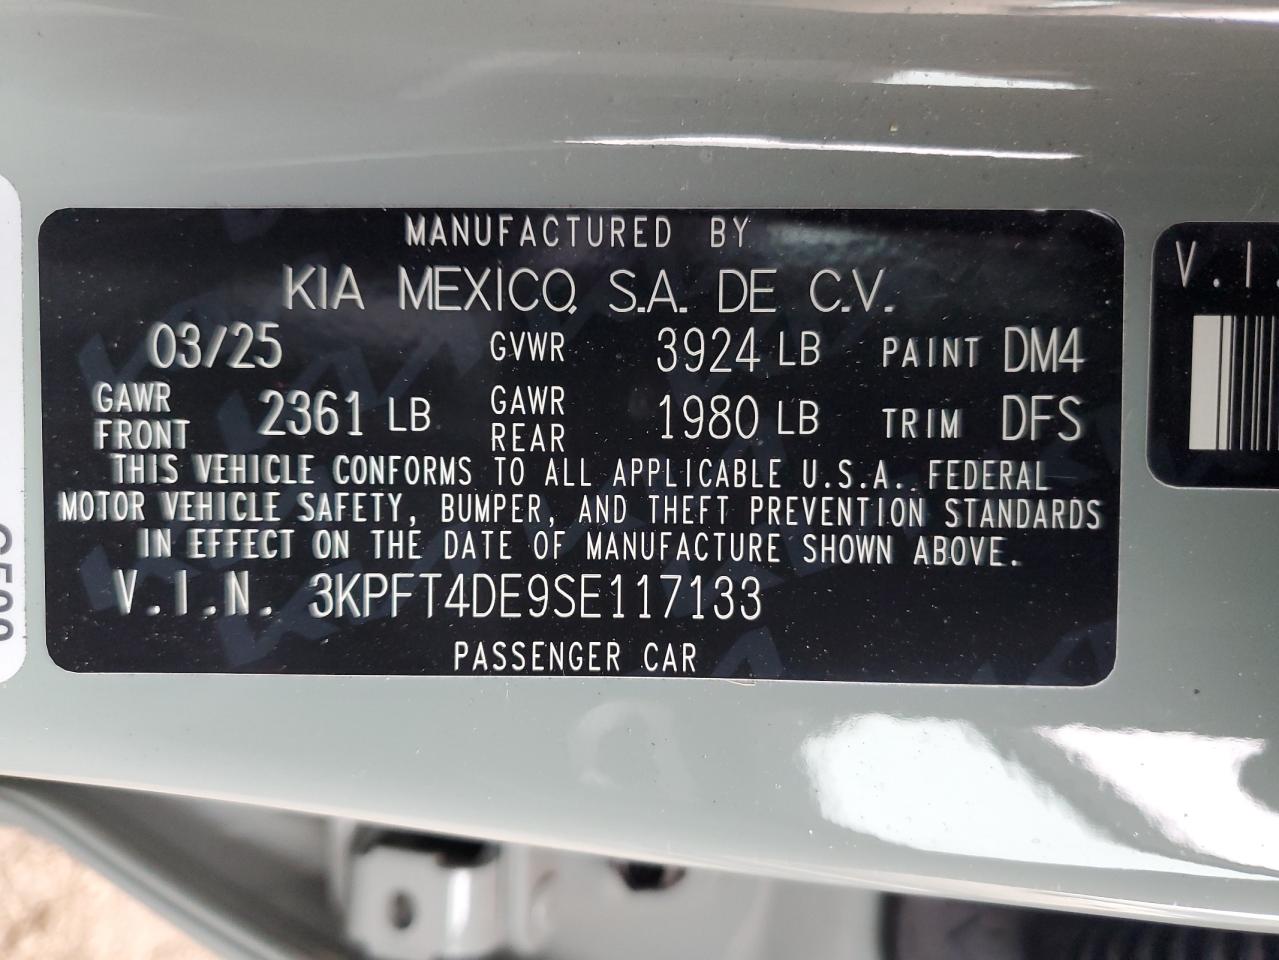 MANUFACTURED BY
KIA MEXICO, S.A. DE C.V.
03/25 GVWR 3924 LB PAINT DM4
GAWR FRONT 2361 LB GAWR REAR 1980 LB TRIM DFS
THIS VEHICLE CONFORMS TO ALL APPLICABLE U.S.A.. FEDERAL
MOTOR VEHICLE SAFETY, BUMPER, AND THEFT PREVENTION STANDARDS
IN EFFECT ON THE DATE OF MANUFACTURE SHOWN ABOVE.
V.I.N. 3KPFT4DE9SE117133
PASSENGER CAR
V.I.